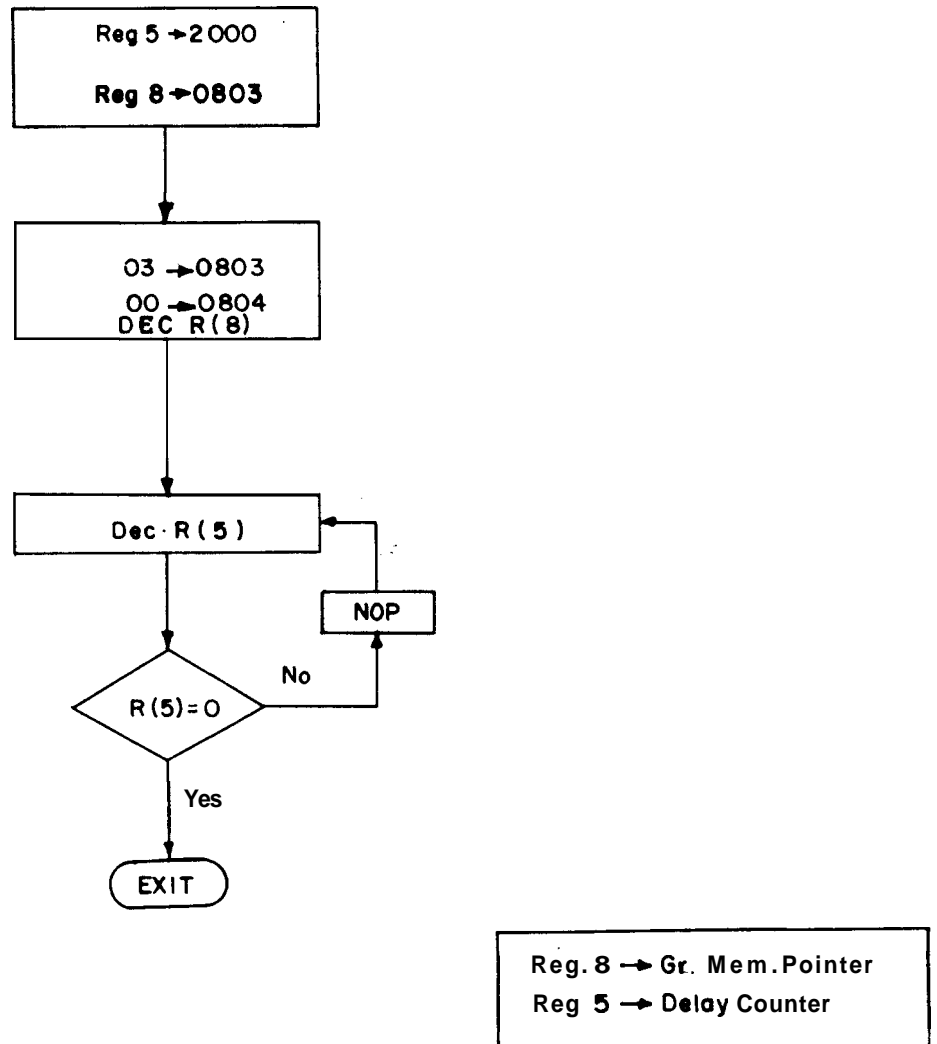 Reg 5 → 2000
Reg 8 → 0803
03 → 0803
00 → 0804
DEC R(8)
Dec. R(5)
NOP
No
R(5)=0
Yes
EXIT
Reg. 8 → Gr. Mem. Pointer
Reg 5 → Delay Counter